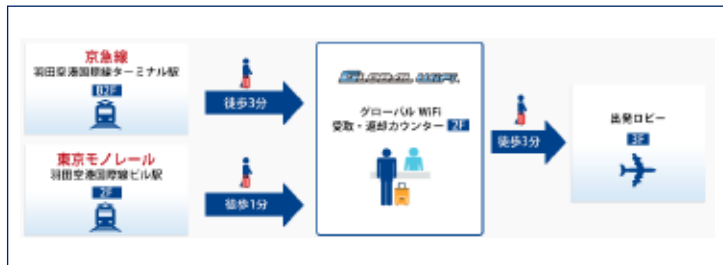 京急線
羽田空港国際線ターミナル駅
B2F
徒歩3分
東京モノレール
羽田空港国際線ビル駅
2F
徒歩1分
グローバル WiFi
受取・返却カウンター 2F
徒歩3分
出発ロビー
3F